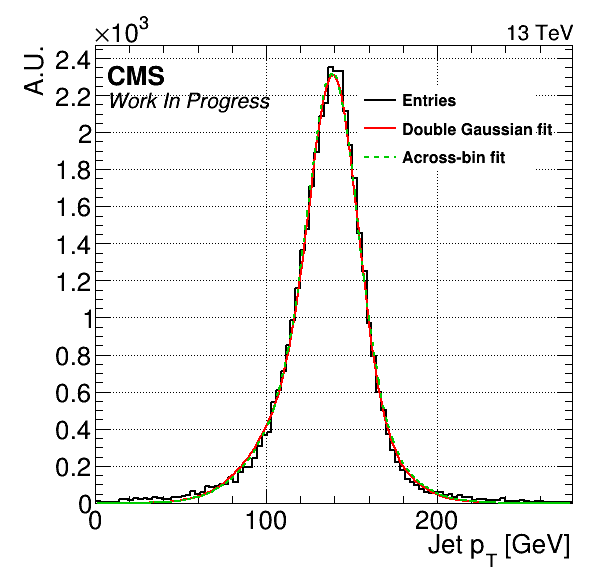 ×10³
13 TeV
A.U.
CMS
Work In Progress
Entries
Double Gaussian fit
Across-bin fit
2.4
2.2
2
1.8
1.6
1.4
1.2
1
0.8
0.6
0.4
0.2
0
0
100
200
Jet p_T [GeV]